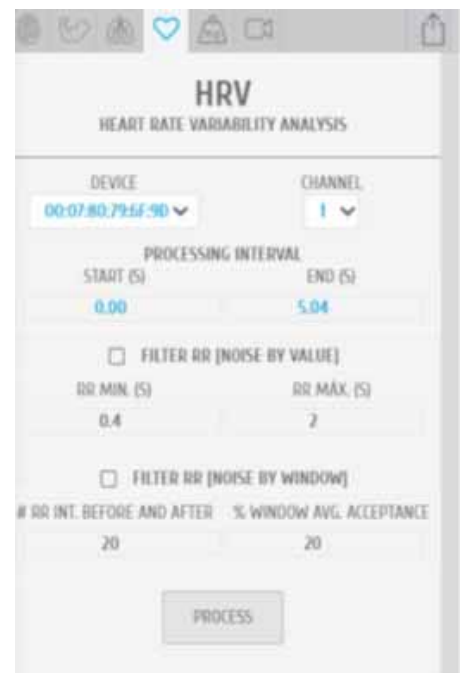 HRV
HEART RATE VARIABILITY ANALYSIS
DEVICE CHANNEL
00:07:80:79:6F:9D 1
PROCESSING INTERVAL
START (S) END (S)
0.00 5.04
FILTER RR [NOISE BY VALUE]
RR MIN. (S) RR MÁX. (S)
0.4 2
FILTER RR [NOISE BY WINDOW]
# RR INT. BEFORE AND AFTER % WINDOW AVG. ACCEPTANCE
20 20
PROCESS